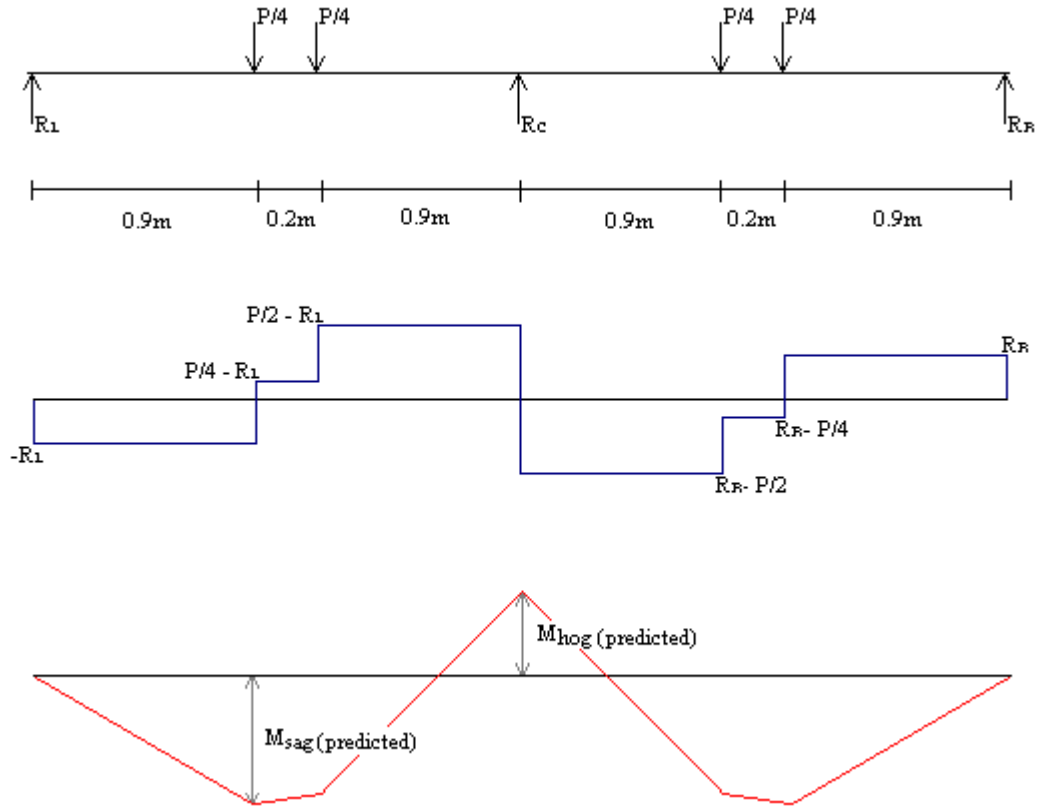 P/4 P/4 P/4 P/4
R1 Rc RB
0.9m 0.2m 0.9m 0.9m 0.2m 0.9m
P/2 - R1
RB
P/4 - R1
RB- P/4
-R1
RB- P/2
Mhog (predicted)
Msag (predicted)